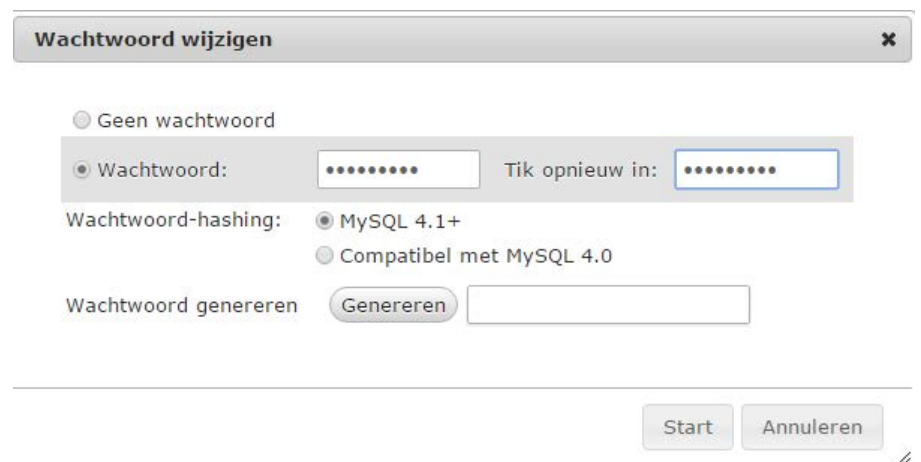 Wachtwoord wijzigen
Geen wachtwoord
Wachtwoord: ••••••••• Tik opnieuw in: •••••••••
Wachtwoord-hashing: MySQL 4.1+
Compatibel met MySQL 4.0
Wachtwoord genereren Genereren
Start Annuleren